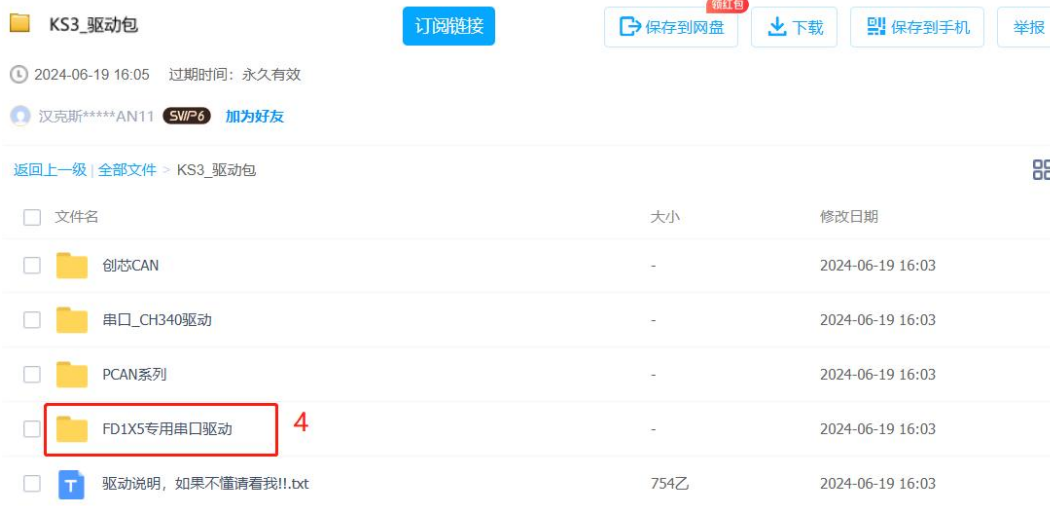 KS3_驱动包 订阅链接 领红包 保存到网盘 下载 保存到手机 举报
2024-06-19 16:05 过期时间：永久有效
汉克斯*****AN11 SVIP6 加为好友
返回上一级 | 全部文件 > KS3_驱动包
文件名 大小 修改日期
创芯CAN - 2024-06-19 16:03
串口_CH340驱动 - 2024-06-19 16:03
PCAN系列 - 2024-06-19 16:03
FD1X5专用串口驱动 4 - 2024-06-19 16:03
T 驱动说明，如果不懂请看我!!.txt 754乙 2024-06-19 16:03